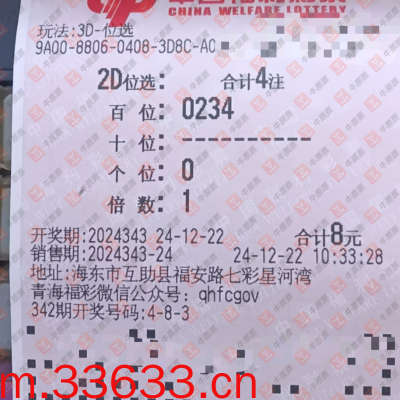 CHINA WELFARE LOTTERY
玩法:3D-位选
9A00-8806-0408-3D8C-A0
2D位选: 合计4注
百位: 0234
十位: ----------
个位: 0
倍数: 1
开奖期:2024343 24-12-22 合计8元
销售期:2024343-24 24-12-22 10:33:28
地址:海东市互助县福安路七彩星河湾
青海福彩微信公众号: qhfcgov
342期开奖号码:4-8-3
m.33633.cn